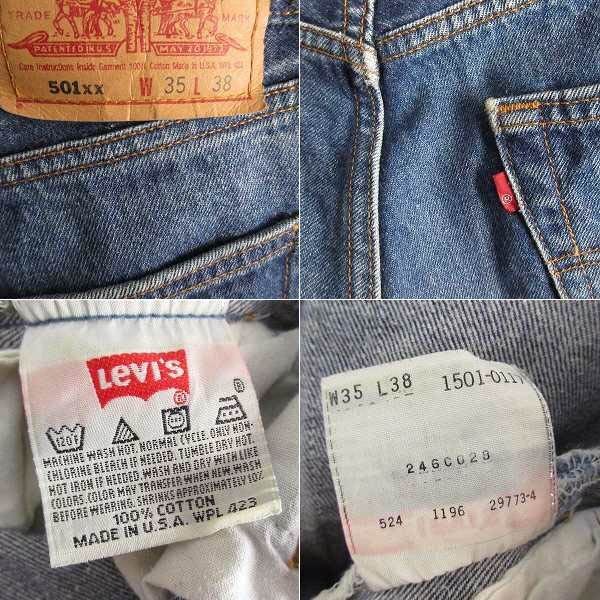 TRADE MARK
PATENTED IN U.S. MAY 20 1873
Care Instructions Inside Garment 100% Cotton Made in U.S.A. WPL 423
501xx W 35 L 38
®
Levi's
®
120°
MACHINE WASH HOT, NORMAL CYCLE. ONLY NON-
CHLORINE BLEACH IF NEEDED. TUMBLE DRY HOT.
HOT IRON IF NEEDED WASH AND DRY WITH LIKE
COLORS. COLOR MAY TRANSFER WHEN NEW. WASH
BEFORE WEARING. SHRINKS APPROXIMATELY 10%
100% COTTON
MADE IN U.S.A. WPL 423
W35 L38 1501-0117
2460028
524 1196 29773-4